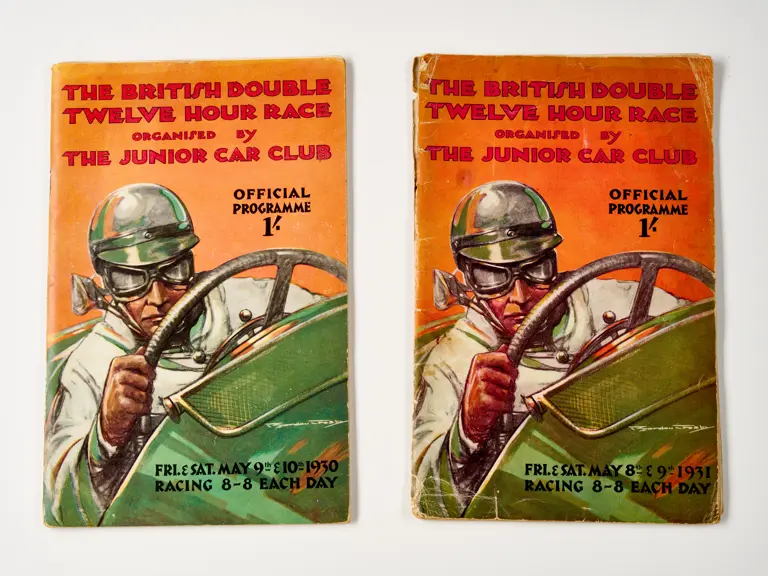 THE BRITISH DOUBLE
TWELVE HOUR RACE
ORGANISED BY
THE JUNIOR CAR CLUB
OFFICIAL
PROGRAMME
1/-
FRI. & SAT. MAY 9TH & 10TH 1930
RACING 8-8 EACH DAY
THE BRITISH DOUBLE
TWELVE HOUR RACE
ORGANISED BY
THE JUNIOR CAR CLUB
OFFICIAL
PROGRAMME
1/-
FRI. & SAT. MAY 8TH & 9TH 1931
RACING 8-8 EACH DAY